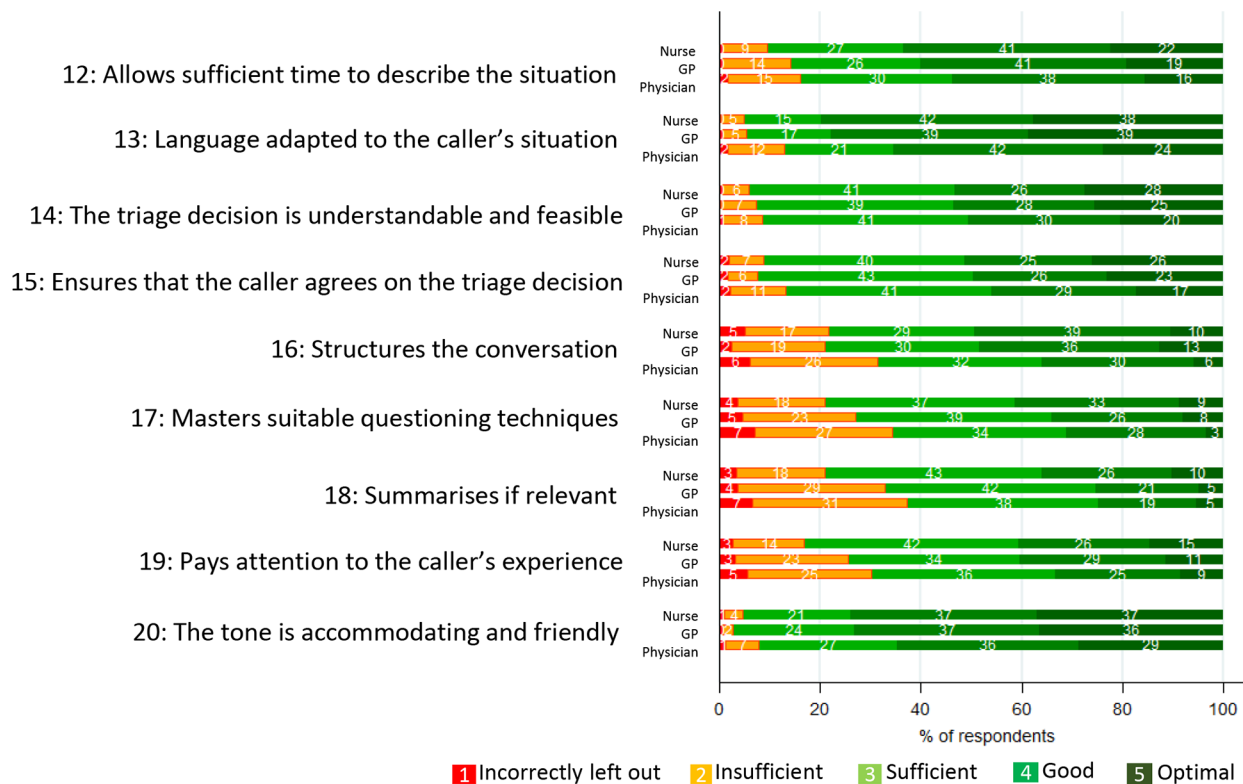 Nurse
0 9 27 41 22
12: Allows sufficient time to describe the situation
GP
0 14 26 41 19
Physician
2 15 30 38 16
Nurse
0 5 15 42 38
13: Language adapted to the caller's situation
GP
0 5 17 39 39
Physician
2 12 21 42 24
Nurse
0 6 41 26 28
14: The triage decision is understandable and feasible
GP
0 7 39 28 25
Physician
1 8 41 30 20
Nurse
2 7 40 25 26
15: Ensures that the caller agrees on the triage decision
GP
2 6 43 26 23
Physician
2 11 41 29 17
Nurse
5 17 29 39 10
16: Structures the conversation
GP
2 19 30 36 13
Physician
6 26 32 30 6
Nurse
4 18 37 33 9
17: Masters suitable questioning techniques
GP
5 23 39 26 8
Physician
7 27 34 28 3
Nurse
3 18 43 26 10
18: Summarises if relevant
GP
4 29 42 21 5
Physician
7 31 38 19 5
Nurse
3 14 42 26 15
19: Pays attention to the caller's experience
GP
3 23 34 29 11
Physician
5 25 36 25 9
Nurse
1 4 21 37 37
20: The tone is accommodating and friendly
GP
0 2 24 37 36
Physician
1 7 27 36 29
0 20 40 60 80 100
% of respondents
1 Incorrectly left out 2 Insufficient 3 Sufficient 4 Good 5 Optimal